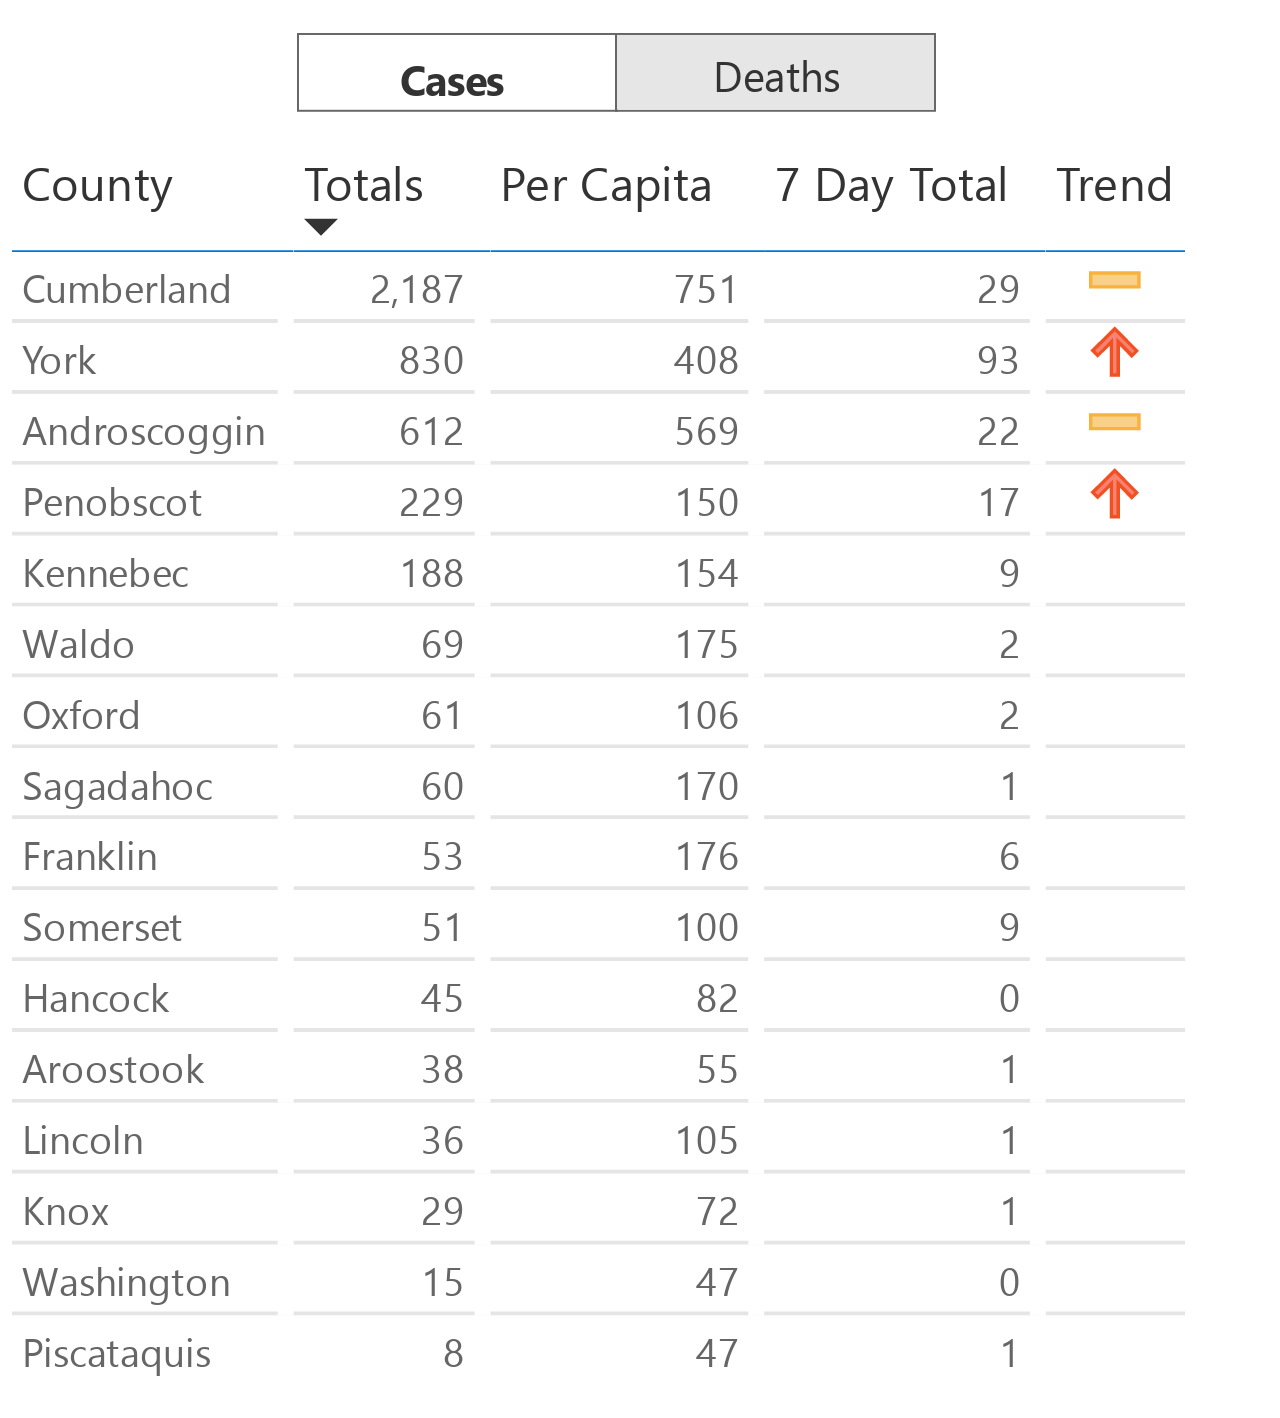 Cases Deaths
County Totals Per Capita 7 Day Total Trend
Cumberland 2,187 751 29
York 830 408 93
Androscoggin 612 569 22
Penobscot 229 150 17
Kennebec 188 154 9
Waldo 69 175 2
Oxford 61 106 2
Sagadahoc 60 170 1
Franklin 53 176 6
Somerset 51 100 9
Hancock 45 82 0
Aroostook 38 55 1
Lincoln 36 105 1
Knox 29 72 1
Washington 15 47 0
Piscataquis 8 47 1